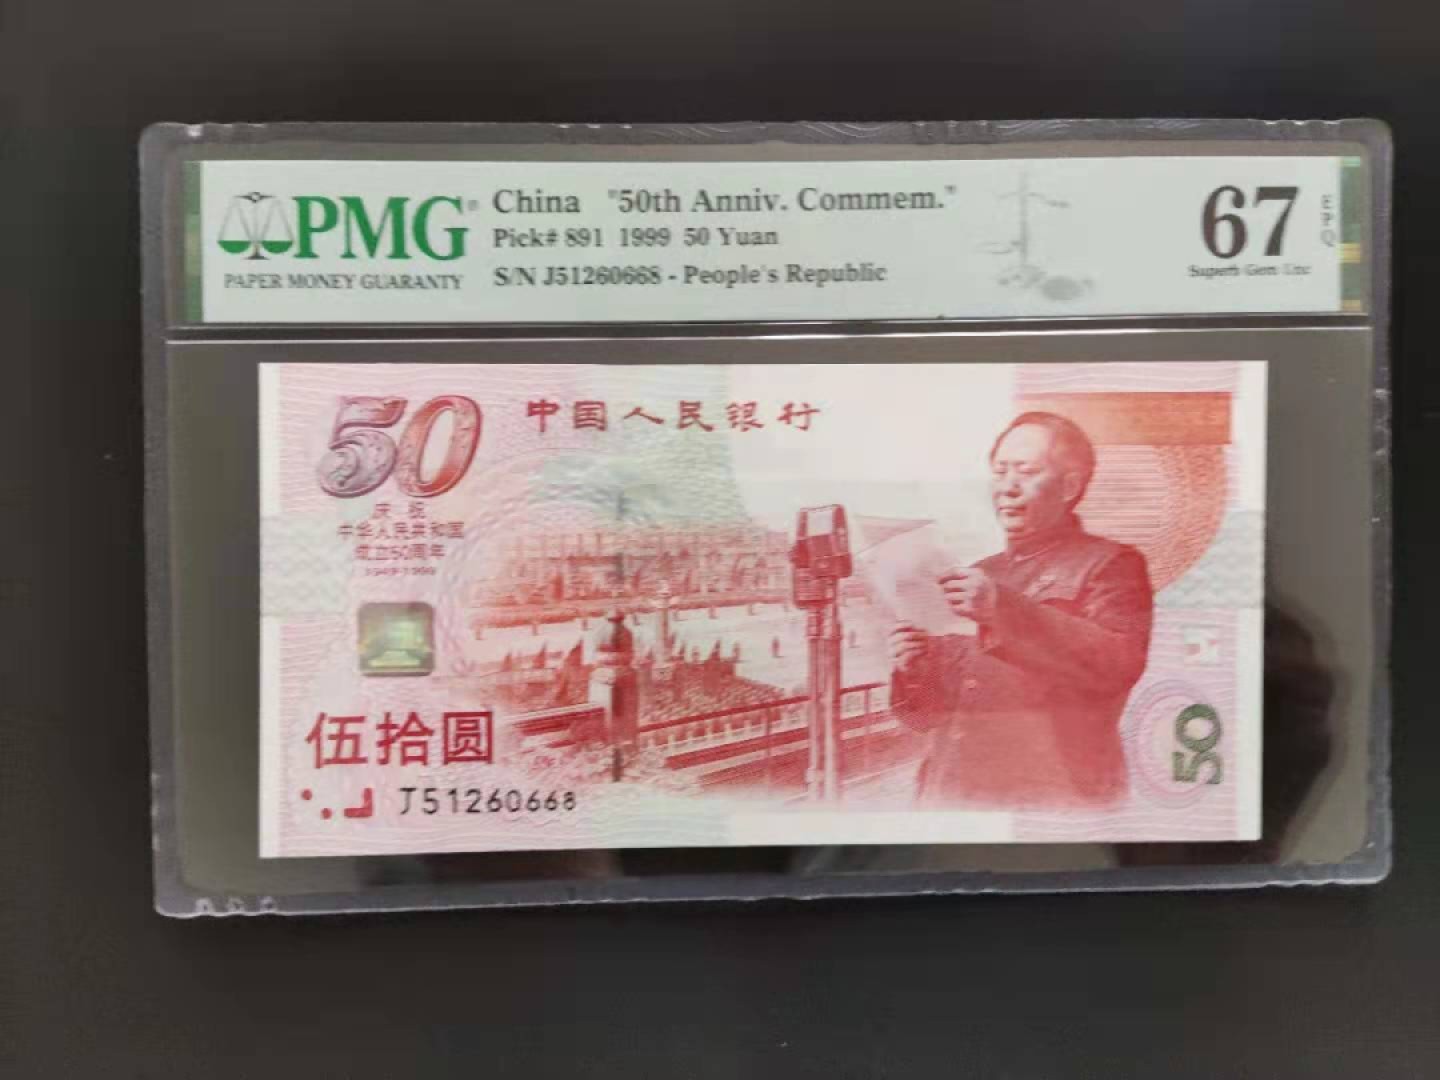 PMG®
PAPER MONEY GUARANTY
China "50th Anniv. Commem."
Pick# 891 1999 50 Yuan
S/N J51260668 - People's Republic
67
EPQ
Superb Gem Unc
50
中国人民银行
庆祝
中华人民共和国
成立50周年
1949-1999
伍拾圆
J51260668
50